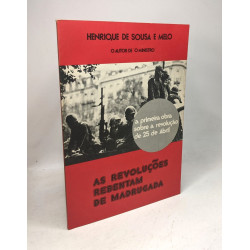 HENRIQUE DE SOUSA E MELO
O AUTOR DE "O MINISTRO"
a primeira obra
sobre a revolução
de 25 de Abril
AS REVOLUÇÕES
REBENTAM
DE MADRUGADA